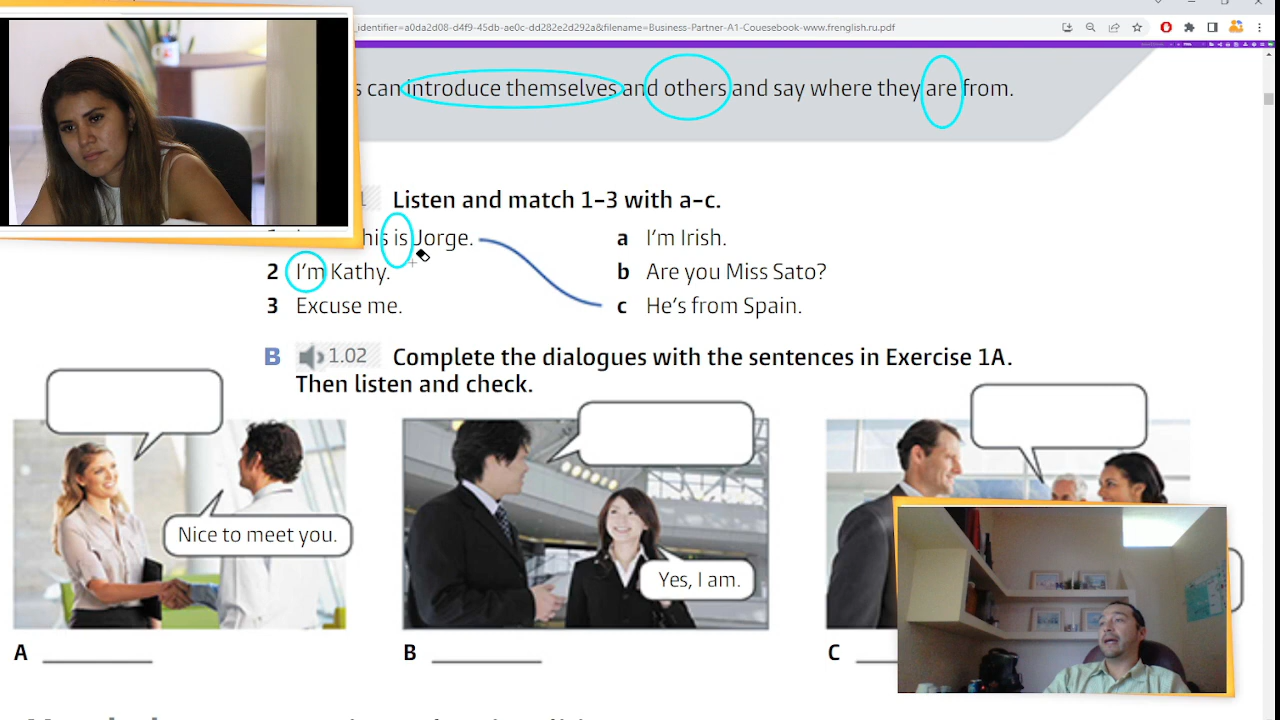 _identifier=a0da2d08-d4f9-45db-ae0c-dd282e2d292a&filename=Business-Partner-A1-Couesebook-www.frenglish.ru.pdf
s can introduce themselves and others and say where they are from.
1 Listen and match 1–3 with a–c.
his is Jorge.
a I'm Irish.
2 I'm Kathy.
b Are you Miss Sato?
3 Excuse me.
c He's from Spain.
B 1.02 Complete the dialogues with the sentences in Exercise 1A.
Then listen and check.
Nice to meet you.
Yes, I am.
A
B
C